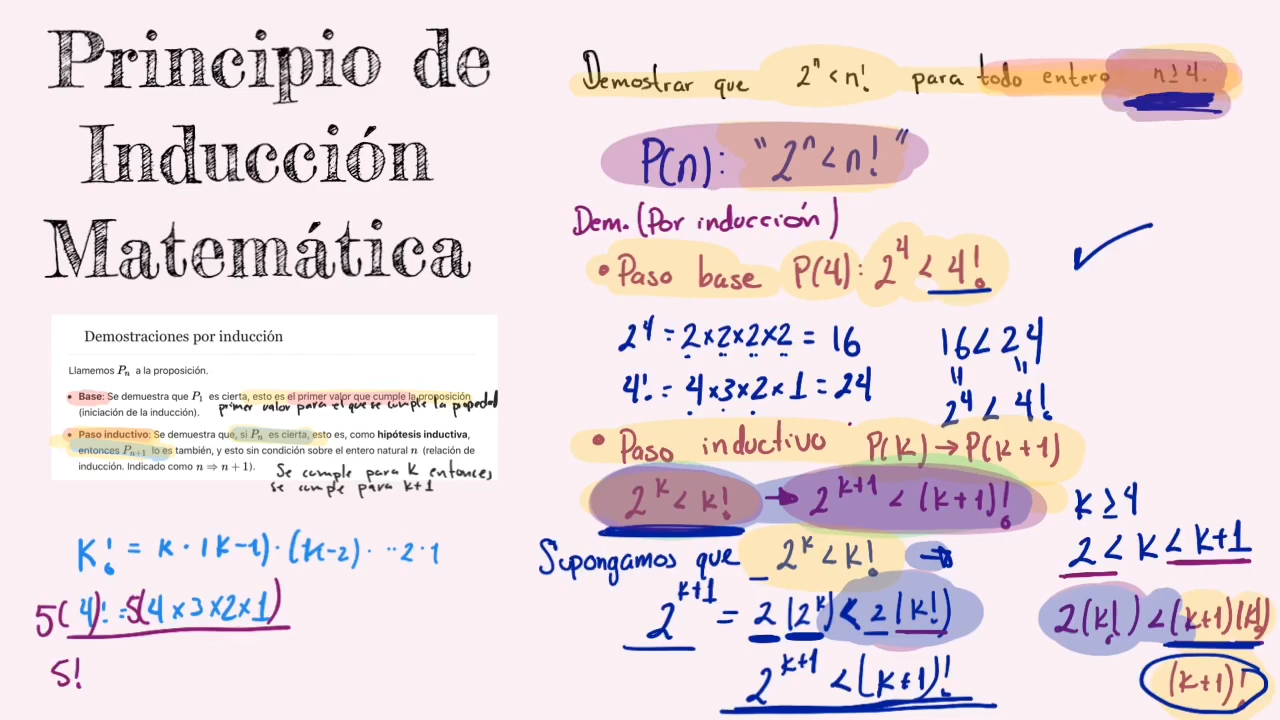 Principio de
Inducción
Matemática
Demostraciones por inducción
Llamemos Pₙ a la proposición.
• Base: Se demuestra que P₁ es cierta, esto es el primer valor que cumple la proposición
(iniciación de la inducción). primer valor para el que se cumple la propiedad
• Paso inductivo: Se demuestra que, si Pₙ es cierta, esto es, como hipótesis inductiva,
entonces Pₙ₊₁ lo es también, y esto sin condición sobre el entero natural n (relación de
inducción. Indicado como n ⇒ n + 1).
Se cumple para K entonces
se cumple para k+1
K! = K · (K-1) · (K-2) · ·· 2 · 1
5(4)! = 5(4 × 3 × 2 × 1)
5!
Demostrar que 2ⁿ < n! para todo entero n ≥ 4.
P(n): "2ⁿ < n!"
Dem. (Por inducción)
• Paso base P(4): 2⁴ < 4!
2⁴ = 2 × 2 × 2 × 2 = 16
4! = 4 × 3 × 2 × 1 = 24
16 < 24
" "
2⁴ < 4!
• Paso inductivo P(K) → P(K+1)
2ᴷ < K! → 2ᴷ⁺¹ < (K+1)!
Supongamos que 2ᴷ < K! →
2ᴷ⁺¹ = 2 (2ᴷ) < 2 (K!)
2ᴷ⁺¹ < (K+1)!
K ≥ 4
2 < K < K+1
2(K!) < (K+1)(K!)
(K+1)!